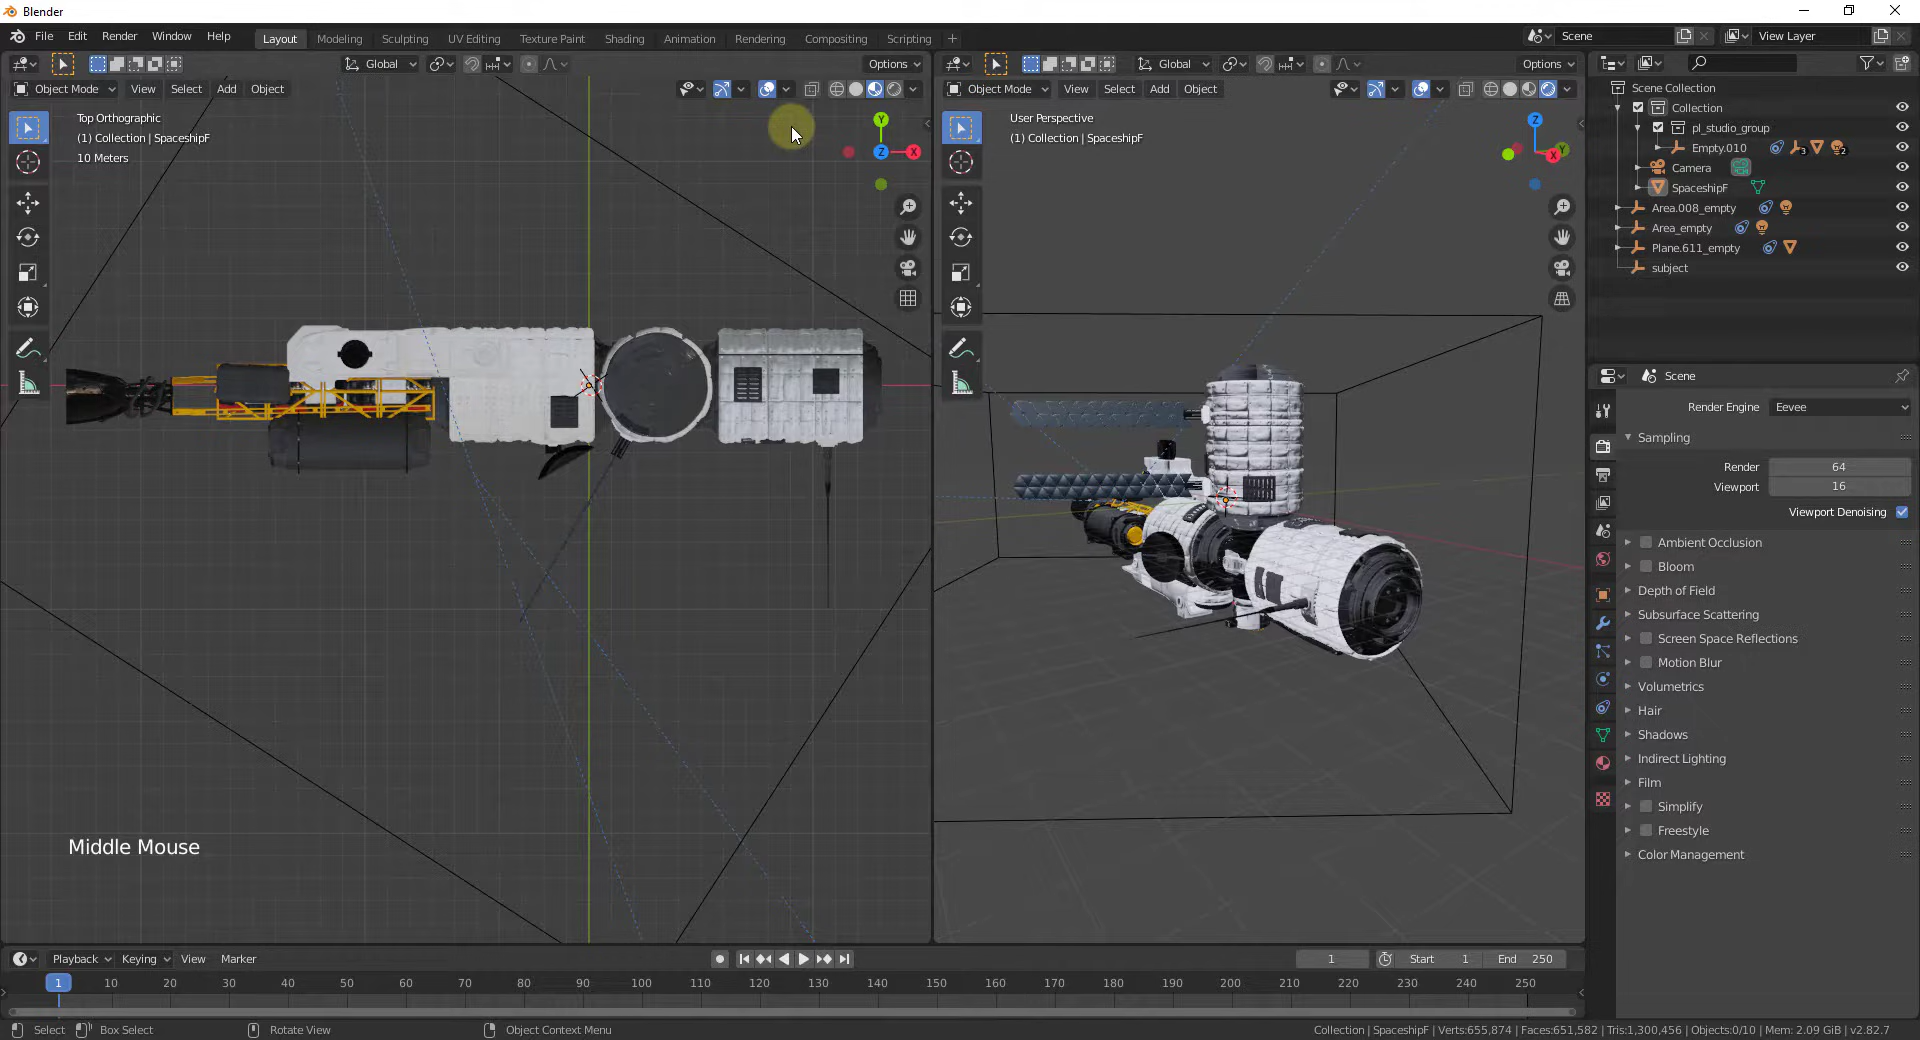 Blender
File Edit Render Window Help
Layout Modeling Sculpting UV Editing Texture Paint Shading Animation Rendering Compositing Scripting +
Scene
View Layer
Global
Options
Global
Options
Object Mode View Select Add Object
Object Mode View Select Add Object
Top Orthographic
(1) Collection | SpaceshipF
10 Meters
Y
Z
X
User Perspective
(1) Collection | SpaceshipF
Z
Y
X
Scene Collection
Collection
pl_studio_group
Empty.010
3
2
Camera
SpaceshipF
Area.008_empty
Area_empty
Plane.611_empty
subject
Scene
Render Engine Eevee
Sampling
Render 64
Viewport 16
Viewport Denoising
Ambient Occlusion
Bloom
Depth of Field
Subsurface Scattering
Screen Space Reflections
Motion Blur
Volumetrics
Hair
Shadows
Indirect Lighting
Film
Simplify
Freestyle
Color Management
Middle Mouse
Playback Keying View Marker
1 Start 1 End 250
1 10 20 30 40 50 60 70 80 90 100 110 120 130 140 150 160 170 180 190 200 210 220 230 240 250
Select Box Select Rotate View Object Context Menu
Collection | SpaceshipF | Verts:655,874 | Faces:651,582 | Tris:1,300,456 | Objects:0/10 | Mem: 2.09 GiB | v2.82.7